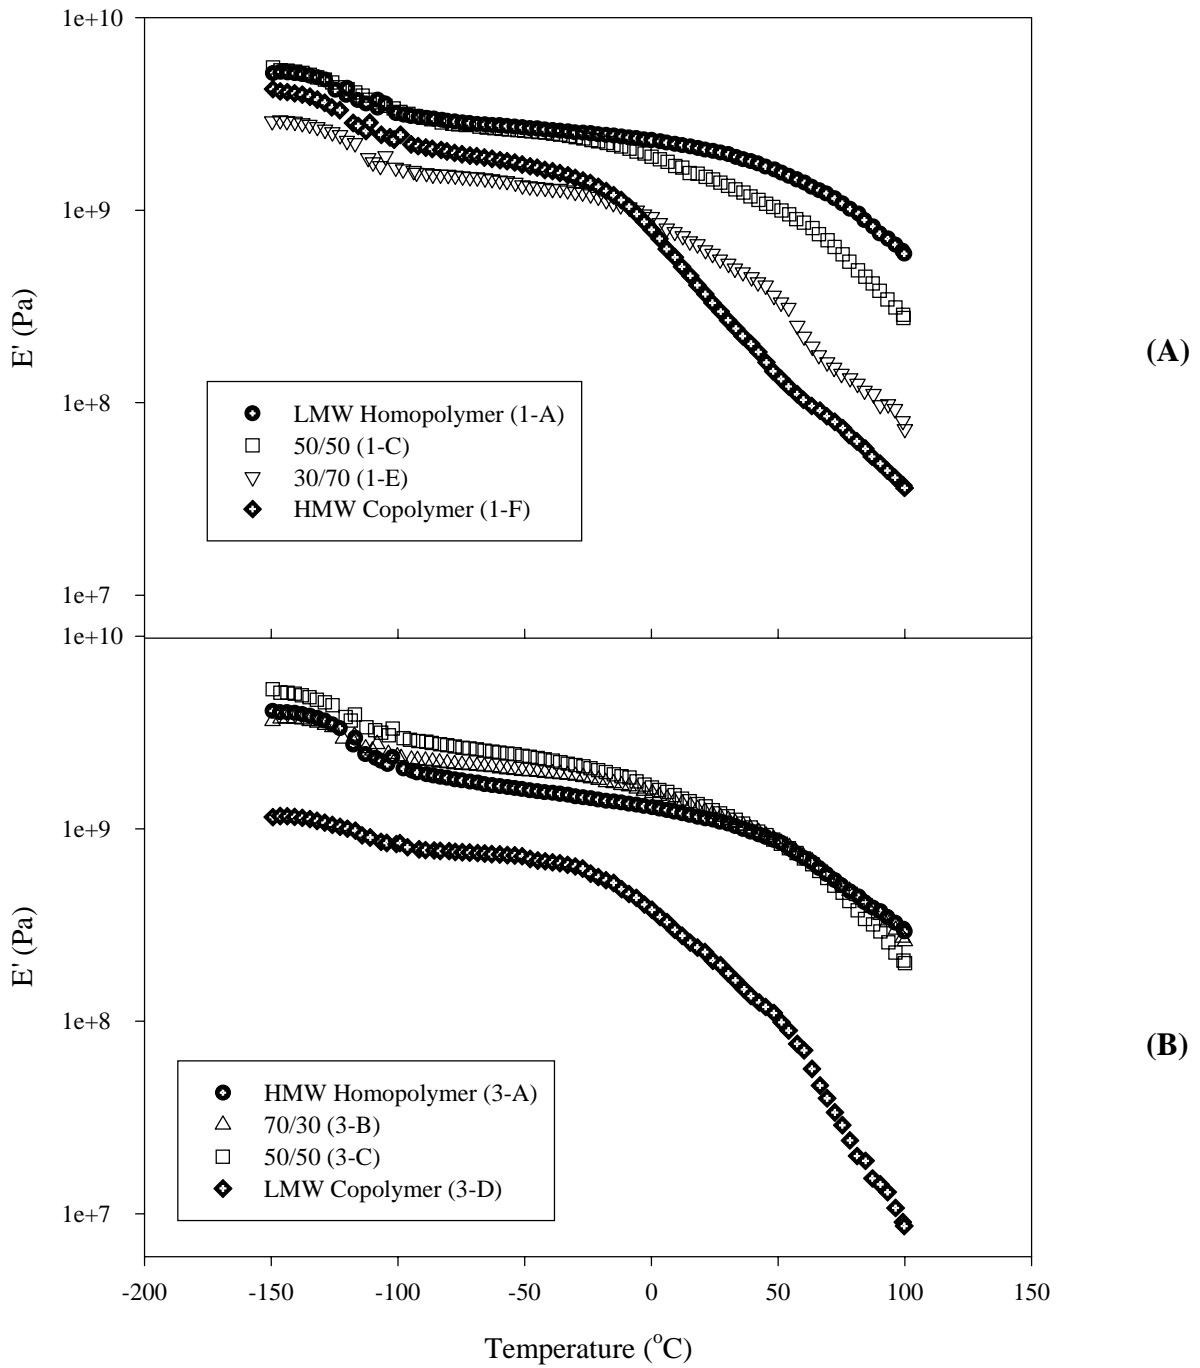 1e+10
1e+9
1e+8
1e+7
E' (Pa)
LMW Homopolymer (1-A)
50/50 (1-C)
30/70 (1-E)
HMW Copolymer (1-F)
(A)
1e+10
1e+9
1e+8
1e+7
E' (Pa)
HMW Homopolymer (3-A)
70/30 (3-B)
50/50 (3-C)
LMW Copolymer (3-D)
(B)
-200 -150 -100 -50 0 50 100 150
Temperature (°C)